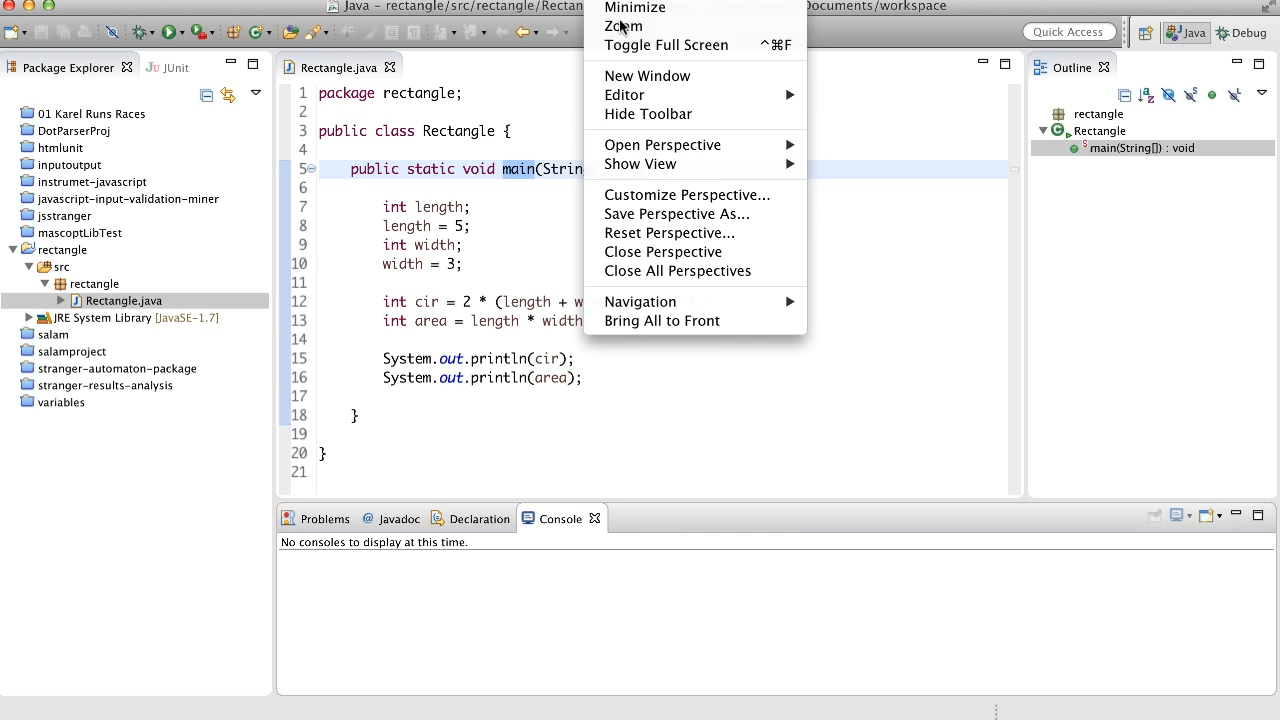 Java – rectangle/src/rectangle/Rectan
Documents/workspace
Minimize
Zoom
Toggle Full Screen ^⌘F
New Window
Editor
Hide Toolbar
Open Perspective
Show View
Customize Perspective...
Save Perspective As...
Reset Perspective...
Close Perspective
Close All Perspectives
Navigation
Bring All to Front
Quick Access
Java
Debug
Package Explorer
JUnit
01 Karel Runs Races
DotParserProj
htmlunit
inputoutput
instrumet-javascript
javascript-input-validation-miner
jsstranger
mascoptLibTest
rectangle
src
rectangle
Rectangle.java
JRE System Library [JavaSE-1.7]
salam
salamproject
stranger-automaton-package
stranger-results-analysis
variables
Rectangle.java
1 package rectangle;
2
3 public class Rectangle {
4
5 public static void main(Strin
6
7 int length;
8 length = 5;
9 int width;
10 width = 3;
11
12 int cir = 2 * (length + w
13 int area = length * width
14
15 System.out.println(cir);
16 System.out.println(area);
17
18 }
19
20 }
21
Outline
rectangle
Rectangle
main(String[]) : void
Problems
Javadoc
Declaration
Console
No consoles to display at this time.